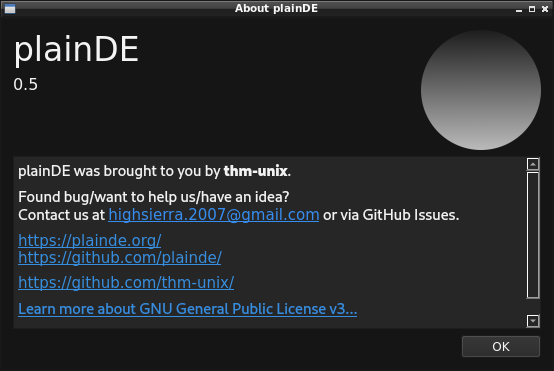 About plainDE
plainDE
0.5
plainDE was brought to you by thm-unix.
Found bug/want to help us/have an idea?
Contact us at highsierra.2007@gmail.com or via GitHub Issues.
https://plainde.org/
https://github.com/plainde/
https://github.com/thm-unix/
Learn more about GNU General Public License v3...
OK